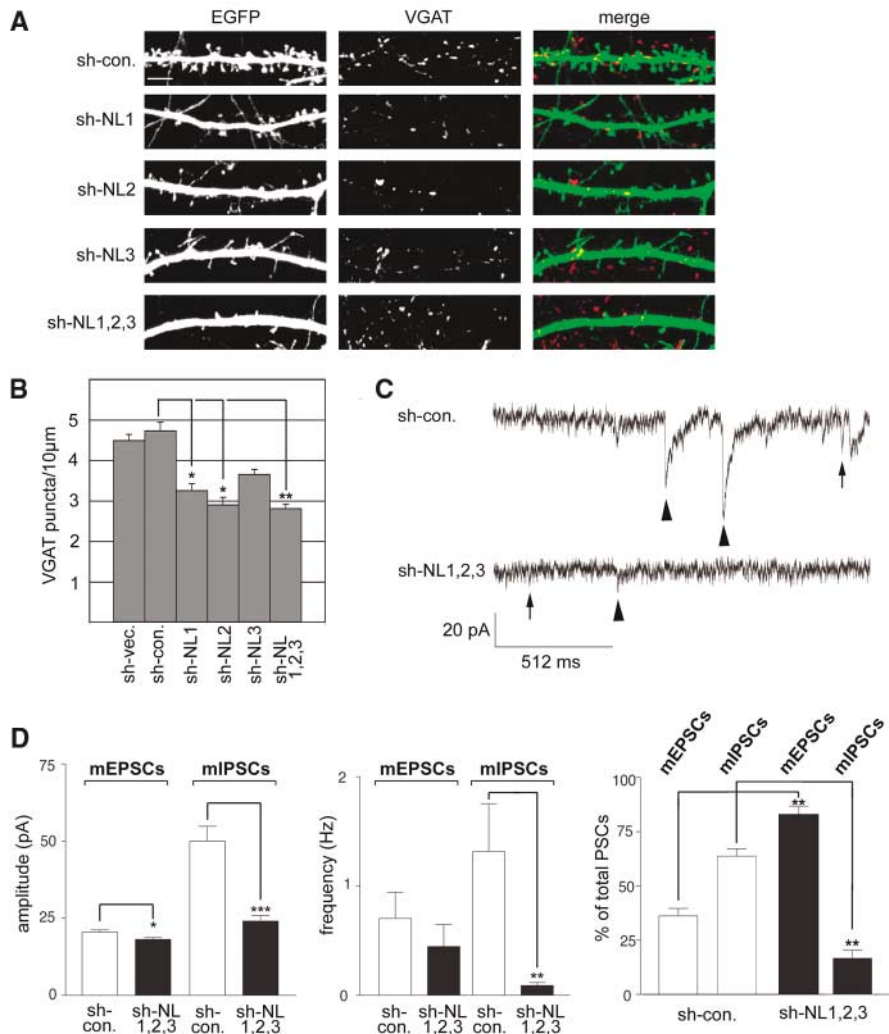 A
EGFP VGAT merge
sh-con.
sh-NL1
sh-NL2
sh-NL3
sh-NL1,2,3
B
VGAT puncta/10µm
5
4
3
2
1
* * **
sh-vec.
sh-con.
sh-NL1
sh-NL2
sh-NL3
sh-NL
1,2,3
C
sh-con.
sh-NL1,2,3
20 pA
512 ms
D
mEPSCs mIPSCs
amplitude (pA)
75
50
25
0
* ***
sh-
con.
sh-NL
1,2,3
sh-
con.
sh-NL
1,2,3
mEPSCs mIPSCs
frequency (Hz)
2
1
0
**
sh-
con.
sh-NL
1,2,3
sh-
con.
sh-NL
1,2,3
mEPSCs
mIPSCs
mEPSCs
mIPSCs
% of total PSCs
100
75
50
25
0
** **
sh-con. sh-NL1,2,3